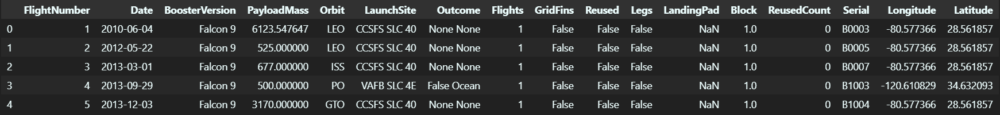 FlightNumber Date BoosterVersion PayloadMass Orbit LaunchSite Outcome Flights GridFins Reused Legs LandingPad Block ReusedCount Serial Longitude Latitude
0 1 2010-06-04 Falcon 9 6123.547647 LEO CCSFS SLC 40 None None 1 False False False NaN 1.0 0 B0003 -80.577366 28.561857
1 2 2012-05-22 Falcon 9 525.000000 LEO CCSFS SLC 40 None None 1 False False False NaN 1.0 0 B0005 -80.577366 28.561857
2 3 2013-03-01 Falcon 9 677.000000 ISS CCSFS SLC 40 None None 1 False False False NaN 1.0 0 B0007 -80.577366 28.561857
3 4 2013-09-29 Falcon 9 500.000000 PO VAFB SLC 4E False Ocean 1 False False False NaN 1.0 0 B1003 -120.610829 34.632093
4 5 2013-12-03 Falcon 9 3170.000000 GTO CCSFS SLC 40 None None 1 False False False NaN 1.0 0 B1004 -80.577366 28.561857